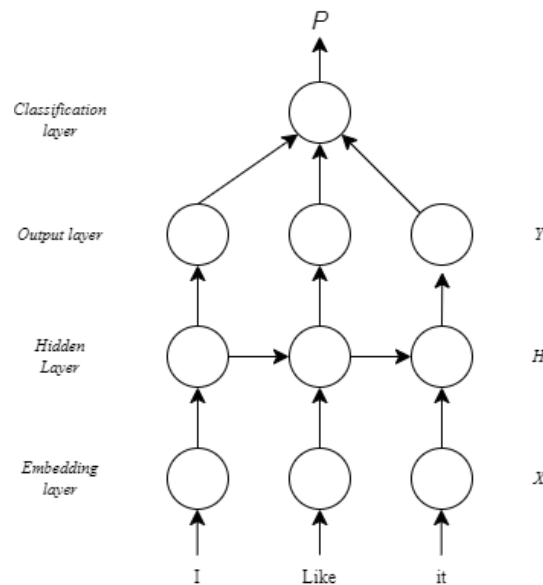 P
Classification
layer
Output layer
Y
Hidden
Layer
H
Embedding
layer
X
I
Like
it